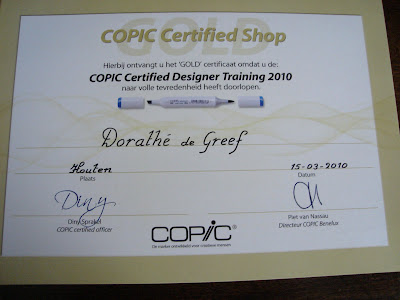 GOLD
COPIC Certified Shop
Hierbij ontvangt u het 'GOLD' certificaat omdat u de:
COPIC Certified Designer Training 2010
naar volle tevredenheid heeft doorlopen.
Dorathé de Greef
Houten 15-03-2010
Plaats Datum
Diny
Diny Sprakel Piet van Nassau
COPIC certified officer Directeur COPIC Benelux
COPIC®